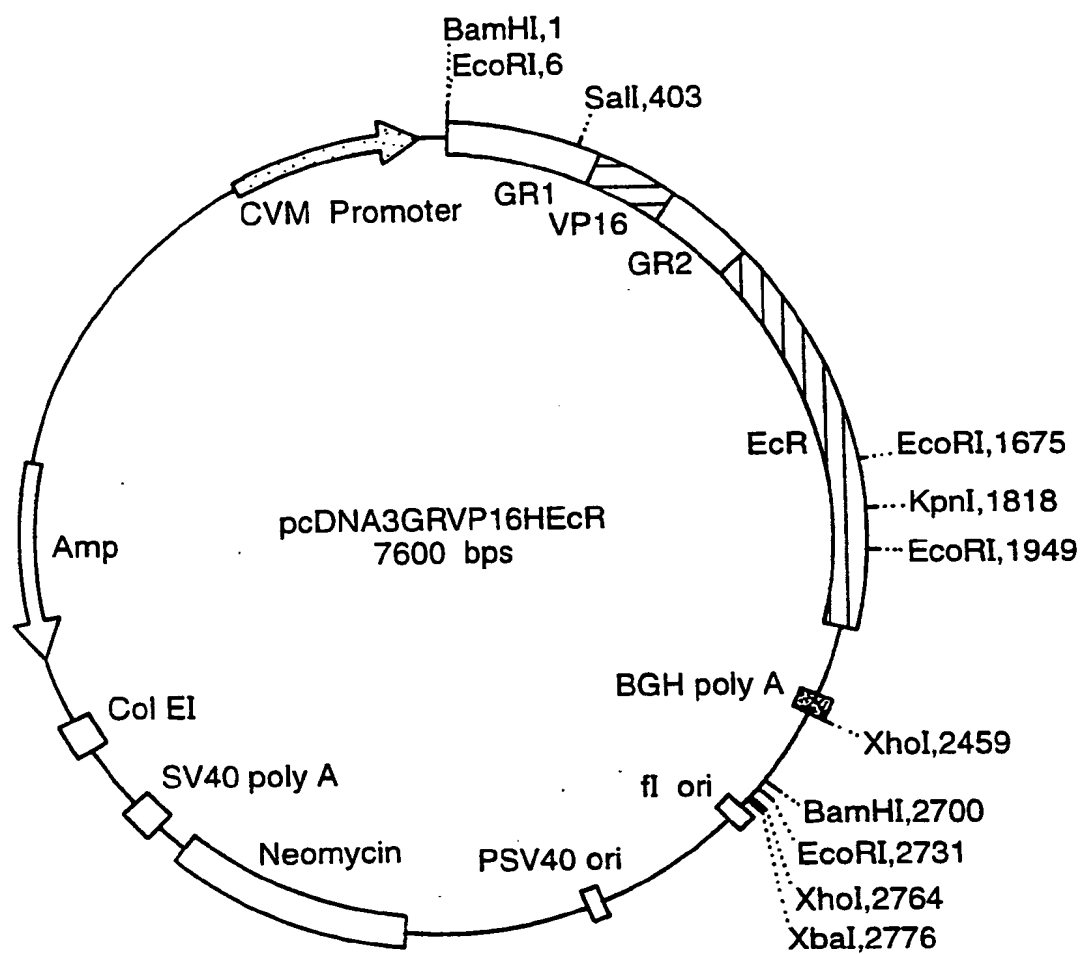 BamHI,1
EcoRI,6
SalI,403
CVM Promoter
GR1
VP16
GR2
EcR
EcoRI,1675
KpnI,1818
EcoRI,1949
pcDNA3GRVP16HEcR
7600 bps
Amp
BGH poly A
XhoI,2459
Col EI
SV40 poly A
fI ori
BamHI,2700
EcoRI,2731
Neomycin
PSV40 ori
XhoI,2764
XbaI,2776